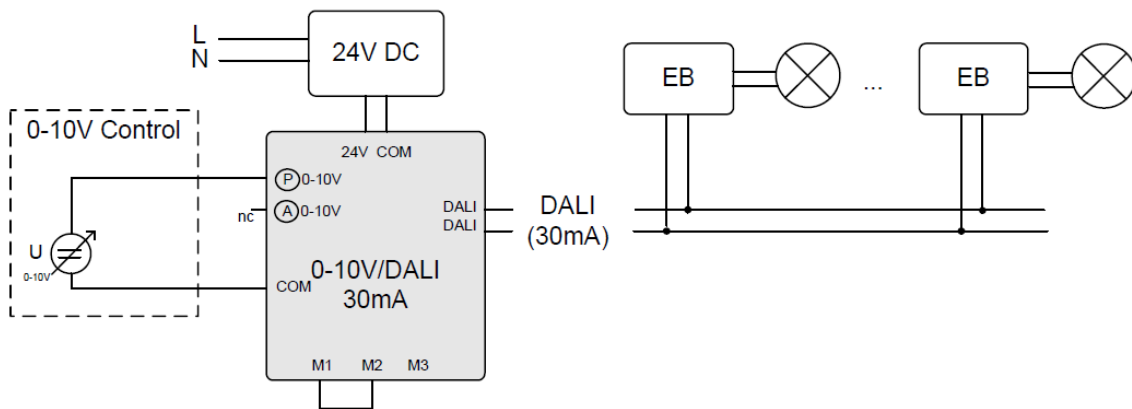 L
N
24V DC
EB
...
EB
0-10V Control
24V COM
P 0-10V
nc A 0-10V
DALI
DALI
DALI
(30mA)
U
0-10V
COM
0-10V/DALI
30mA
M1 M2 M3